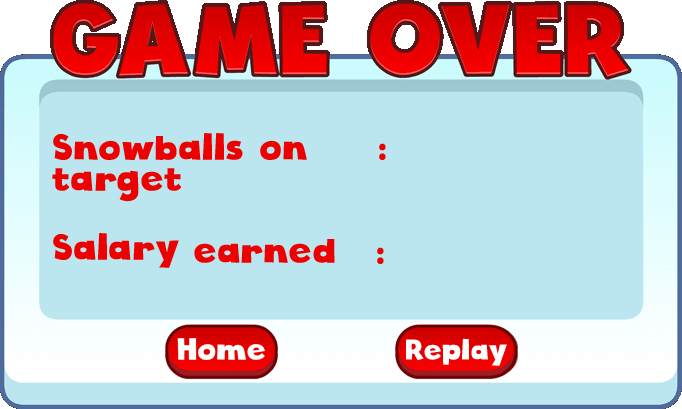 GAME OVER
Snowballs on :
target
Salary earned :
Home Replay